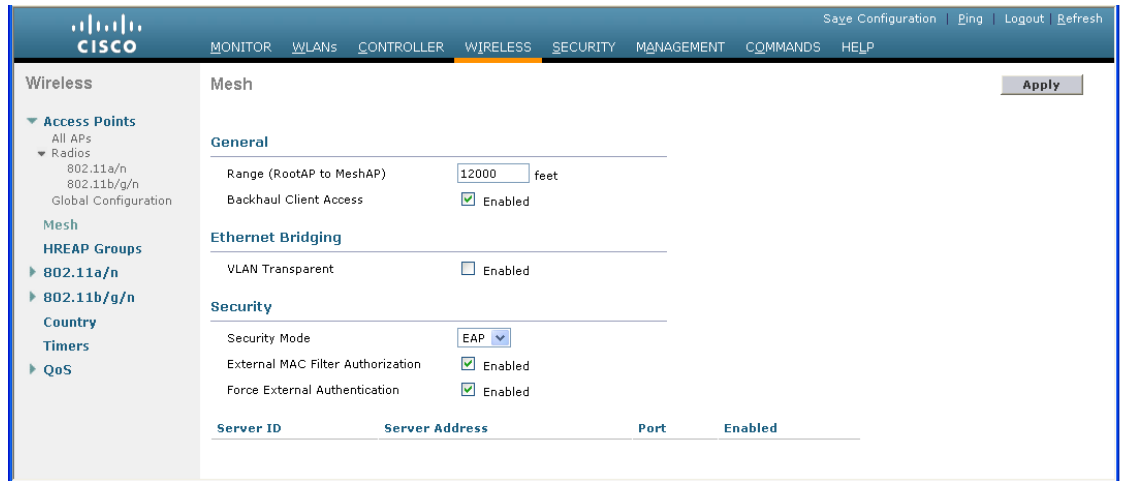 Save Configuration | Ping | Logout | Refresh
CISCO
MONITOR WLANs CONTROLLER WIRELESS SECURITY MANAGEMENT COMMANDS HELP
Wireless
Access Points
All APs
Radios
802.11a/n
802.11b/g/n
Global Configuration
Mesh
HREAP Groups
802.11a/n
802.11b/g/n
Country
Timers
QoS
Mesh
Apply
General
Range (RootAP to MeshAP) 12000 feet
Backhaul Client Access Enabled
Ethernet Bridging
VLAN Transparent Enabled
Security
Security Mode EAP
External MAC Filter Authorization Enabled
Force External Authentication Enabled
Server ID Server Address Port Enabled